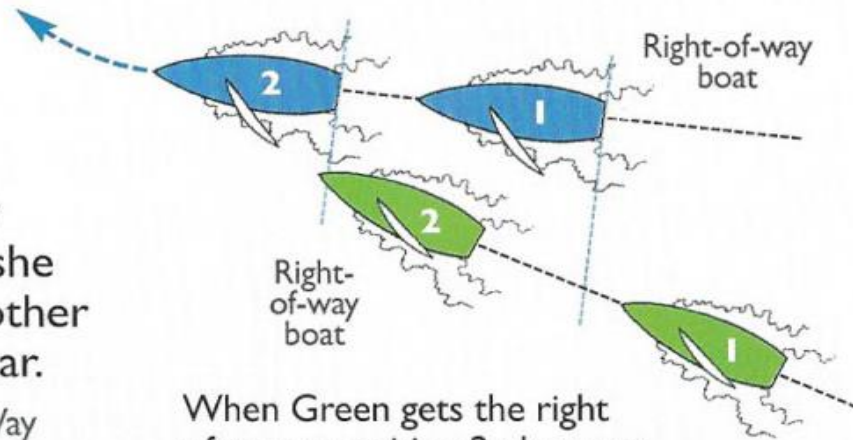 2
1
Right-of-way
boat
2
she
other
ar.
Right-
of-way
boat
1
Way
When Green gets the right